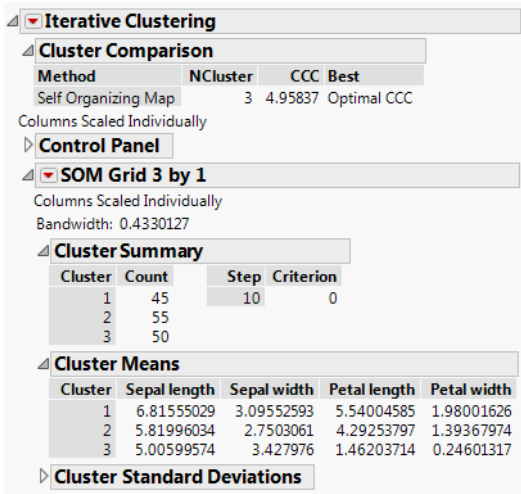 Iterative Clustering
Cluster Comparison
Method NCluster CCC Best
Self Organizing Map 3 4.95837 Optimal CCC
Columns Scaled Individually
Control Panel
SOM Grid 3 by 1
Columns Scaled Individually
Bandwidth: 0.4330127
Cluster Summary
Cluster Count Step Criterion
1 45 10 0
2 55
3 50
Cluster Means
Cluster Sepal length Sepal width Petal length Petal width
1 6.81555029 3.09552593 5.54004585 1.98001626
2 5.81996034 2.7503061 4.29253797 1.39367974
3 5.00599574 3.427976 1.46203714 0.24601317
Cluster Standard Deviations